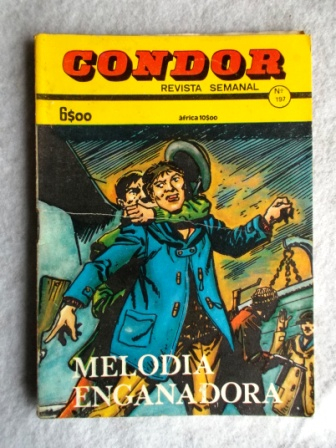 CONDOR
REVISTA SEMANAL
Nº
197
6$00
áfrica 10$00
MELODIA
ENGANADORA